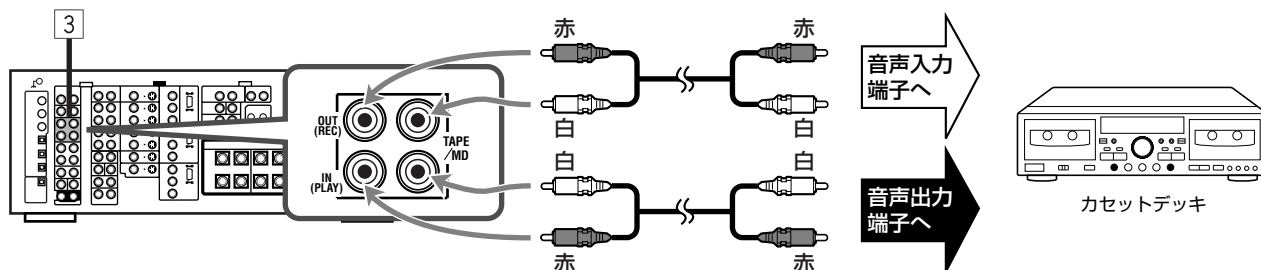 3
OUT
(REC)
IN
(PLAY)
TAPE
/MD
赤
白
白
赤
赤
白
白
赤
音声入力
端子へ
音声出力
端子へ
カセットデッキ